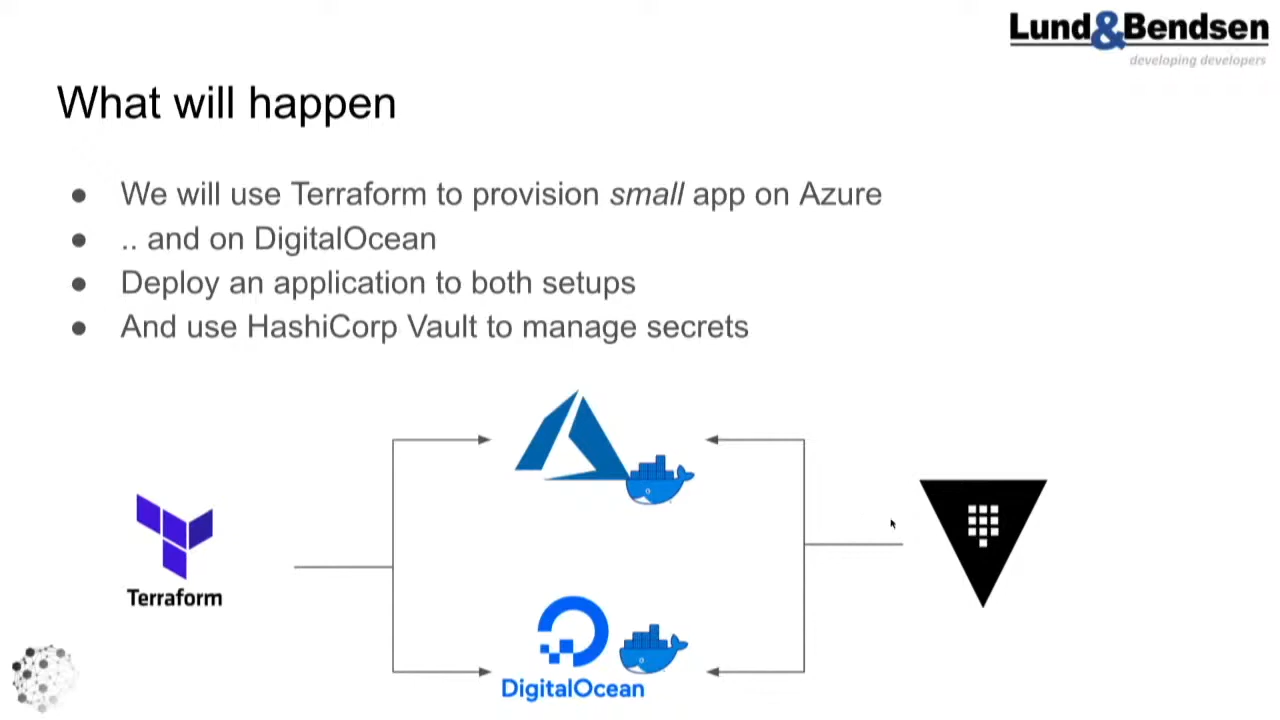 Lund&Bendsen
developing developers
What will happen
● We will use Terraform to provision small app on Azure
● .. and on DigitalOcean
● Deploy an application to both setups
● And use HashiCorp Vault to manage secrets
Terraform
DigitalOcean